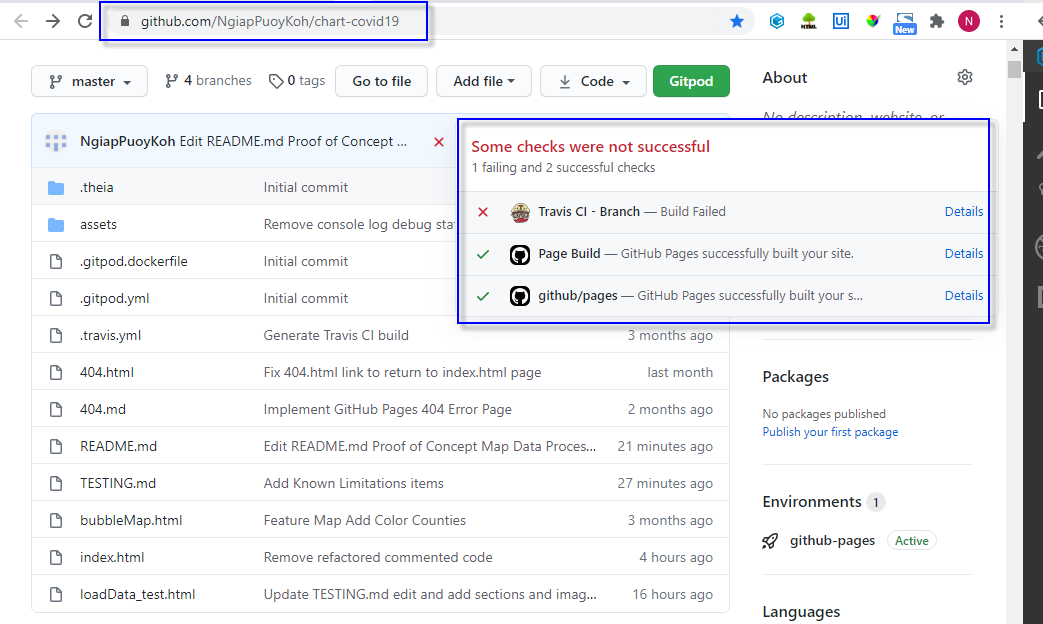 github.com/NgiapPuoyKoh/chart-covid19
New
N
master 4 branches 0 tags Go to file Add file Code Gitpod
About
No description, website, or
NgiapPuoyKoh Edit README.md Proof of Concept ...
Some checks were not successful
1 failing and 2 successful checks
Travis CI - Branch — Build Failed Details
Page Build — GitHub Pages successfully built your site. Details
github/pages — GitHub Pages successfully built your s... Details
.theia Initial commit
assets Remove console log debug sta
.gitpod.dockerfile Initial commit
.gitpod.yml Initial commit
.travis.yml Generate Travis CI build 3 months ago
404.html Fix 404.html link to return to index.html page last month
404.md Implement GitHub Pages 404 Error Page 2 months ago
README.md Edit README.md Proof of Concept Map Data Proces... 21 minutes ago
TESTING.md Add Known Limitations items 27 minutes ago
bubbleMap.html Feature Map Add Color Counties 3 months ago
index.html Remove refactored commented code 4 hours ago
loadData_test.html Update TESTING.md edit and add sections and imag... 16 hours ago
Packages
No packages published
Publish your first package
Environments 1
github-pages Active
Languages